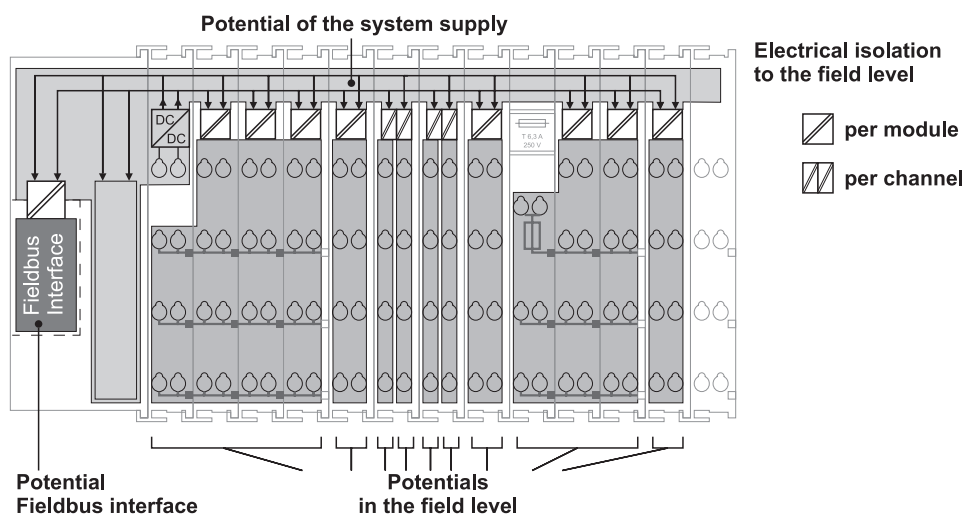 Potential of the system supply
Electrical isolation
to the field level
per module
per channel
DC
DC
T 6,3 A
250 V
Fieldbus
Interface
Potential
Fieldbus interface
Potentials
in the field level